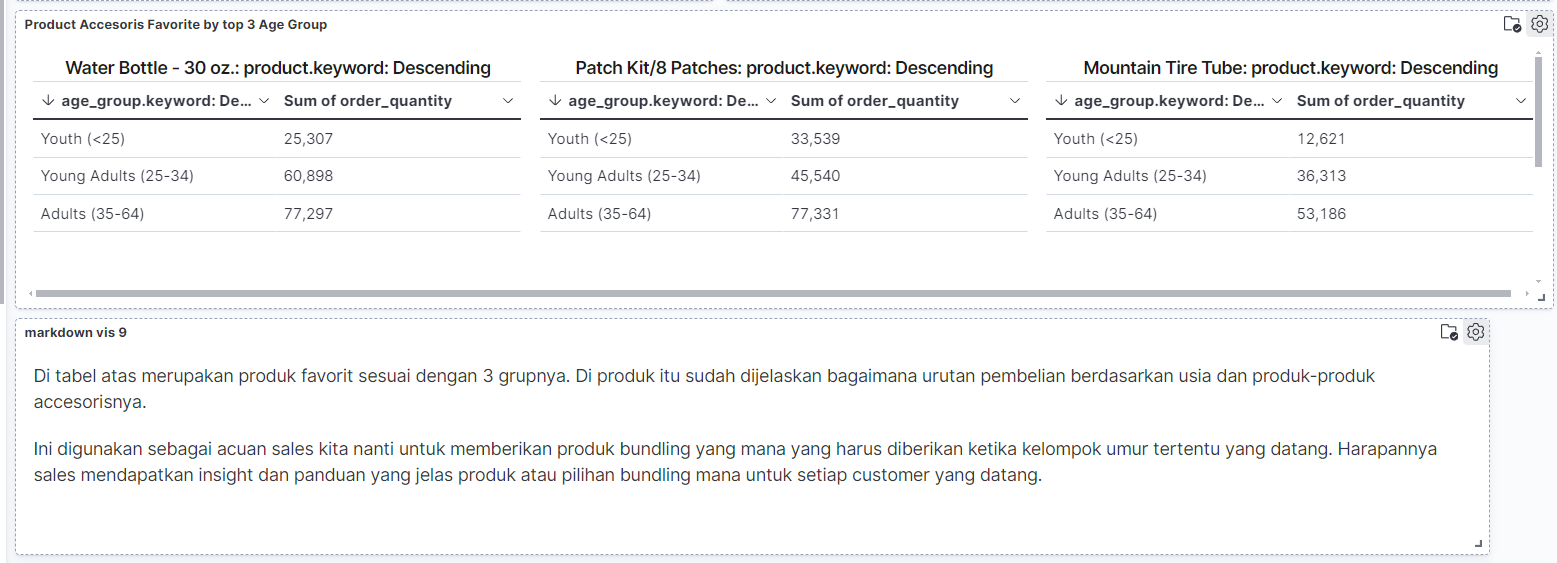 Product Accesoris Favorite by top 3 Age Group
Water Bottle - 30 oz.: product.keyword: Descending
age_group.keyword: De... Sum of order_quantity
Youth (<25) 25,307
Young Adults (25-34) 60,898
Adults (35-64) 77,297
Patch Kit/8 Patches: product.keyword: Descending
age_group.keyword: De... Sum of order_quantity
Youth (<25) 33,539
Young Adults (25-34) 45,540
Adults (35-64) 77,331
Mountain Tire Tube: product.keyword: Descending
age_group.keyword: De... Sum of order_quantity
Youth (<25) 12,621
Young Adults (25-34) 36,313
Adults (35-64) 53,186
markdown vis 9
Di tabel atas merupakan produk favorit sesuai dengan 3 grupnya. Di produk itu sudah dijelaskan bagaimana urutan pembelian berdasarkan usia dan produk-produk
accesorisnya.
Ini digunakan sebagai acuan sales kita nanti untuk memberikan produk bundling yang mana yang harus diberikan ketika kelompok umur tertentu yang datang. Harapannya
sales mendapatkan insight dan panduan yang jelas produk atau pilihan bundling mana untuk setiap customer yang datang.